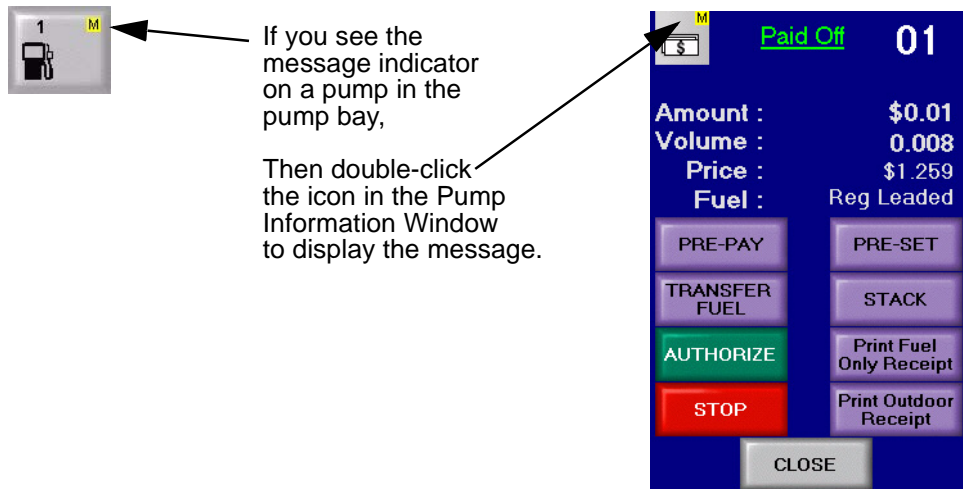 1 M
If you see the
message indicator
on a pump in the
pump bay,
Then double-click
the icon in the Pump
Information Window
to display the message.
M
$
Paid Off 01
Amount : $0.01
Volume : 0.008
Price : $1.259
Fuel : Reg Leaded
PRE-PAY PRE-SET
TRANSFER
FUEL
STACK
AUTHORIZE
Print Fuel
Only Receipt
STOP
Print Outdoor
Receipt
CLOSE